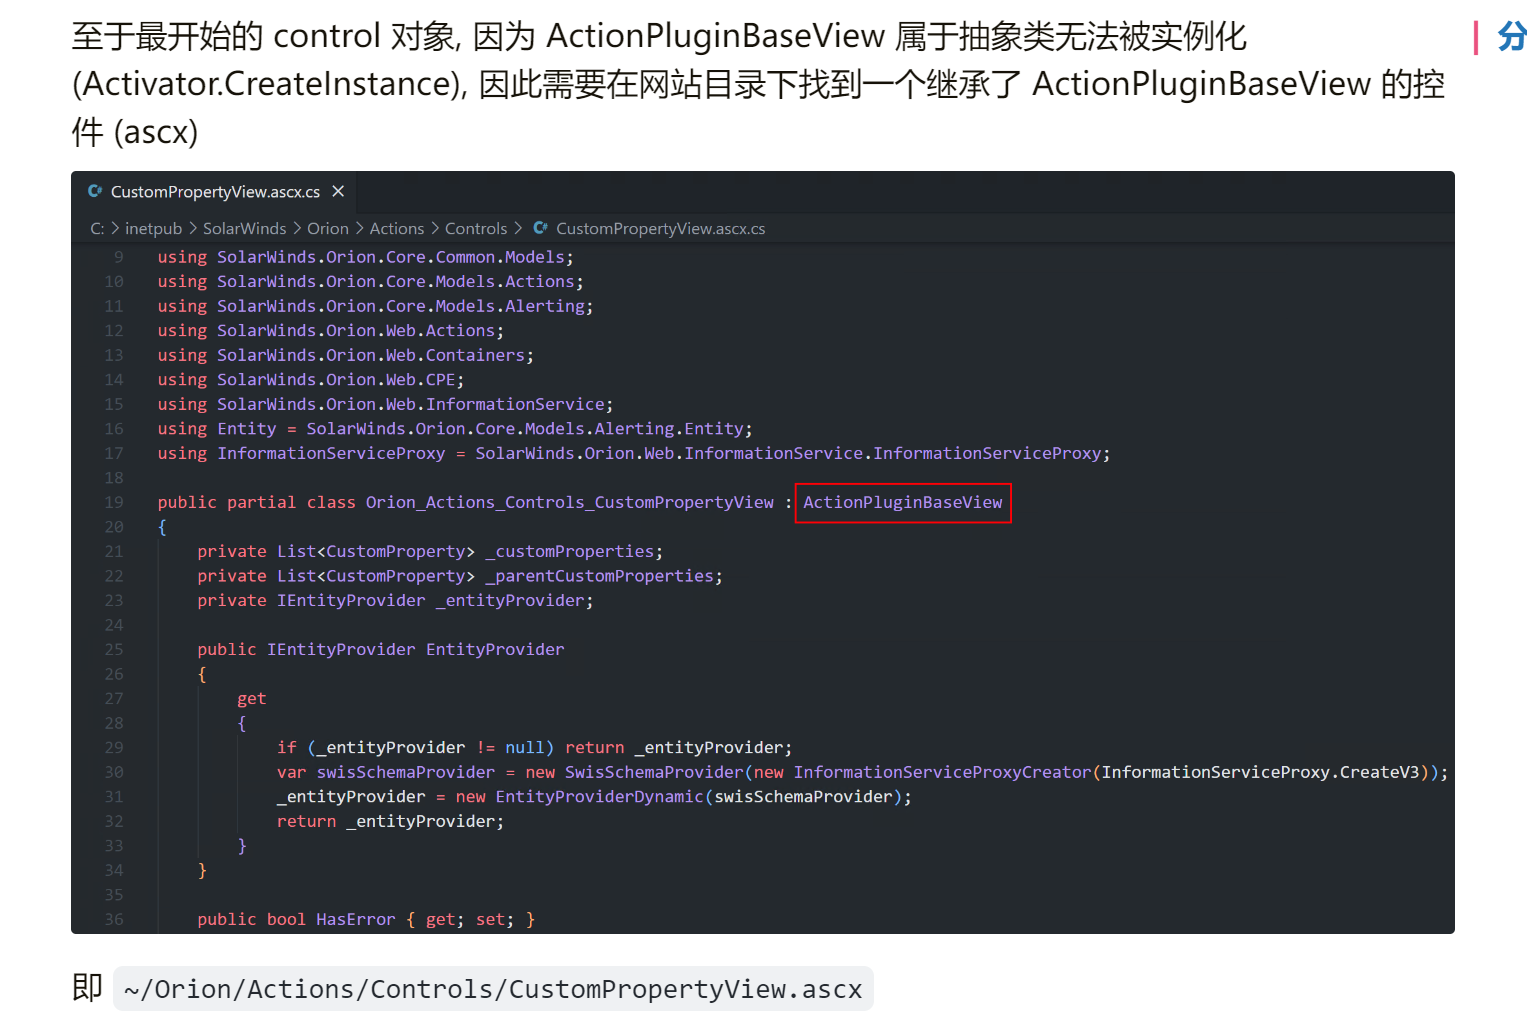 至于最开始的 control 对象, 因为 ActionPluginBaseView 属于抽象类无法被实例化
(Activator.CreateInstance), 因此需要在网站目录下找到一个继承了 ActionPluginBaseView 的控
件 (ascx)
分
CustomPropertyView.ascx.cs
C: > inetpub > SolarWinds > Orion > Actions > Controls > CustomPropertyView.ascx.cs
9 using SolarWinds.Orion.Core.Common.Models;
10 using SolarWinds.Orion.Core.Models.Actions;
11 using SolarWinds.Orion.Core.Models.Alerting;
12 using SolarWinds.Orion.Web.Actions;
13 using SolarWinds.Orion.Web.Containers;
14 using SolarWinds.Orion.Web.CPE;
15 using SolarWinds.Orion.Web.InformationService;
16 using Entity = SolarWinds.Orion.Core.Models.Alerting.Entity;
17 using InformationServiceProxy = SolarWinds.Orion.Web.InformationService.InformationServiceProxy;
18
19 public partial class Orion_Actions_Controls_CustomPropertyView : ActionPluginBaseView
20 {
21 private List<CustomProperty> _customProperties;
22 private List<CustomProperty> _parentCustomProperties;
23 private IEntityProvider _entityProvider;
24
25 public IEntityProvider EntityProvider
26 {
27 get
28 {
29 if (_entityProvider != null) return _entityProvider;
30 var swisSchemaProvider = new SwisSchemaProvider(new InformationServiceProxyCreator(InformationServiceProxy.CreateV3));
31 _entityProvider = new EntityProviderDynamic(swisSchemaProvider);
32 return _entityProvider;
33 }
34 }
35
36 public bool HasError { get; set; }
即 ~/Orion/Actions/Controls/CustomPropertyView.ascx